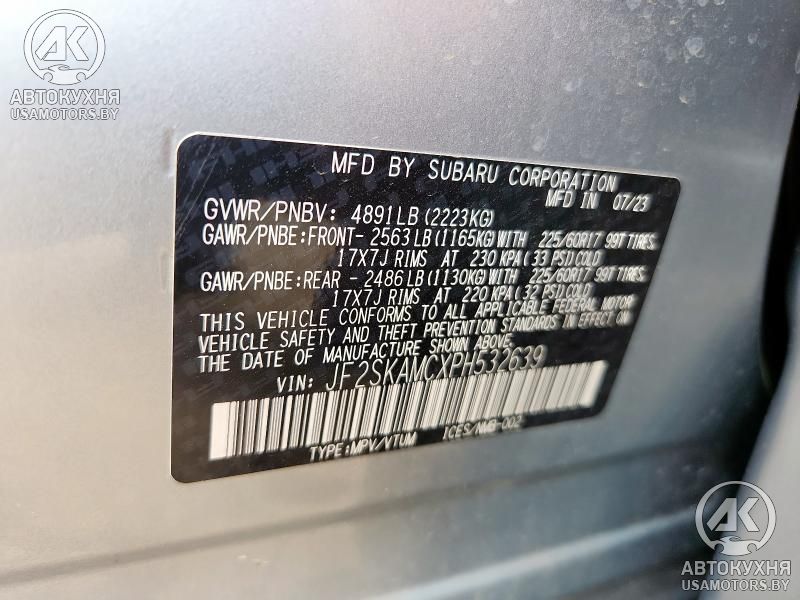 AK
АВТОКУХНЯ
USAMOTORS.BY
MFD BY SUBARU CORPORATION
MFD IN 07/23
GVWR/PNBV: 4891LB(2223KG)
GAWR/PNBE:FRONT-2563LB(1165KG)WITH 225/60R17 99T TIRES,
17X7J RIMS AT 230 KPA(33 PSI)COLD
GAWR/PNBE:REAR -2486LB(1130KG)WITH 225/60R17 99T TIRES,
17X7J RIMS AT 220 KPA(32 PSI)COLD
THIS VEHICLE CONFORMS TO ALL APPLICABLE FEDERAL MOTOR
VEHICLE SAFETY AND THEFT PREVENTION STANDARDS IN EFFECT ON
THE DATE OF MANUFACTURE SHOWN ABOVE.
VIN: JF2SKAMCXPH532639
TYPE:MPV/VTUM ICES/NMB-002
AK
АВТОКУХНЯ
USAMOTORS.BY